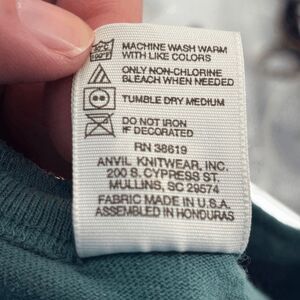 MACHINE WASH WARM
WITH LIKE COLORS
ONLY NON-CHLORINE
BLEACH WHEN NEEDED
TUMBLE DRY MEDIUM
DO NOT IRON
IF DECORATED
RN 38619
ANVIL KNITWEAR, INC.
200 S. CYPRESS ST.
MULLINS, SC 29574
FABRIC MADE IN U.S.A.
ASSEMBLED IN HONDURAS